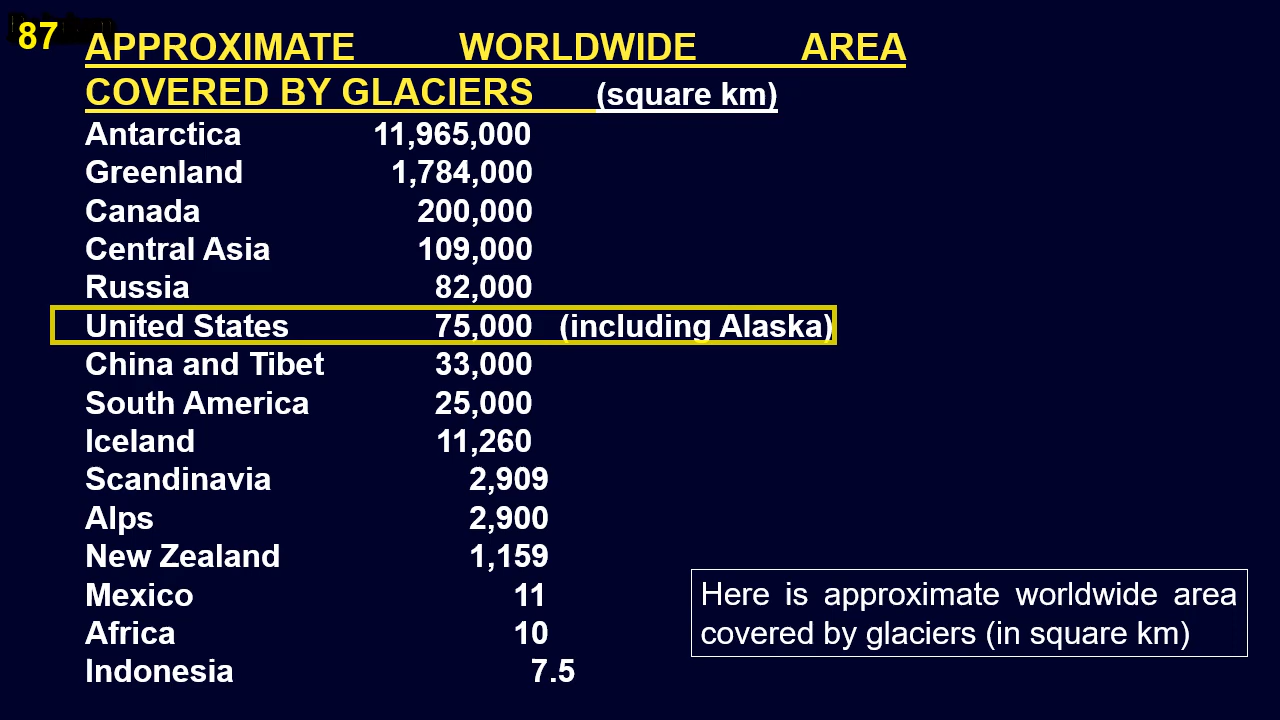 87
APPROXIMATE WORLDWIDE AREA
COVERED BY GLACIERS (square km)
Antarctica 11,965,000
Greenland 1,784,000
Canada 200,000
Central Asia 109,000
Russia 82,000
United States 75,000 (including Alaska)
China and Tibet 33,000
South America 25,000
Iceland 11,260
Scandinavia 2,909
Alps 2,900
New Zealand 1,159
Mexico 11
Africa 10
Indonesia 7.5
Here is approximate worldwide area
covered by glaciers (in square km)